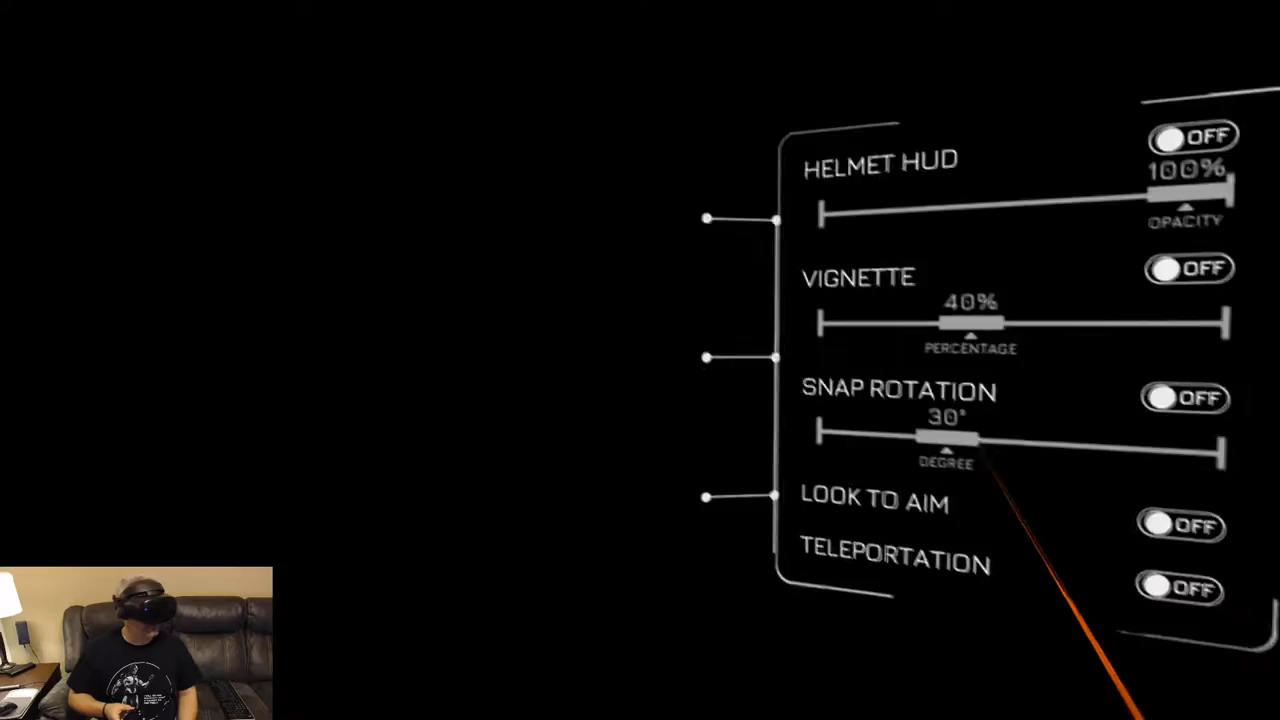 HELMET HUD
OFF
100%
OPACITY
VIGNETTE
OFF
40%
PERCENTAGE
SNAP ROTATION
OFF
30°
DEGREE
LOOK TO AIM
OFF
TELEPORTATION
OFF